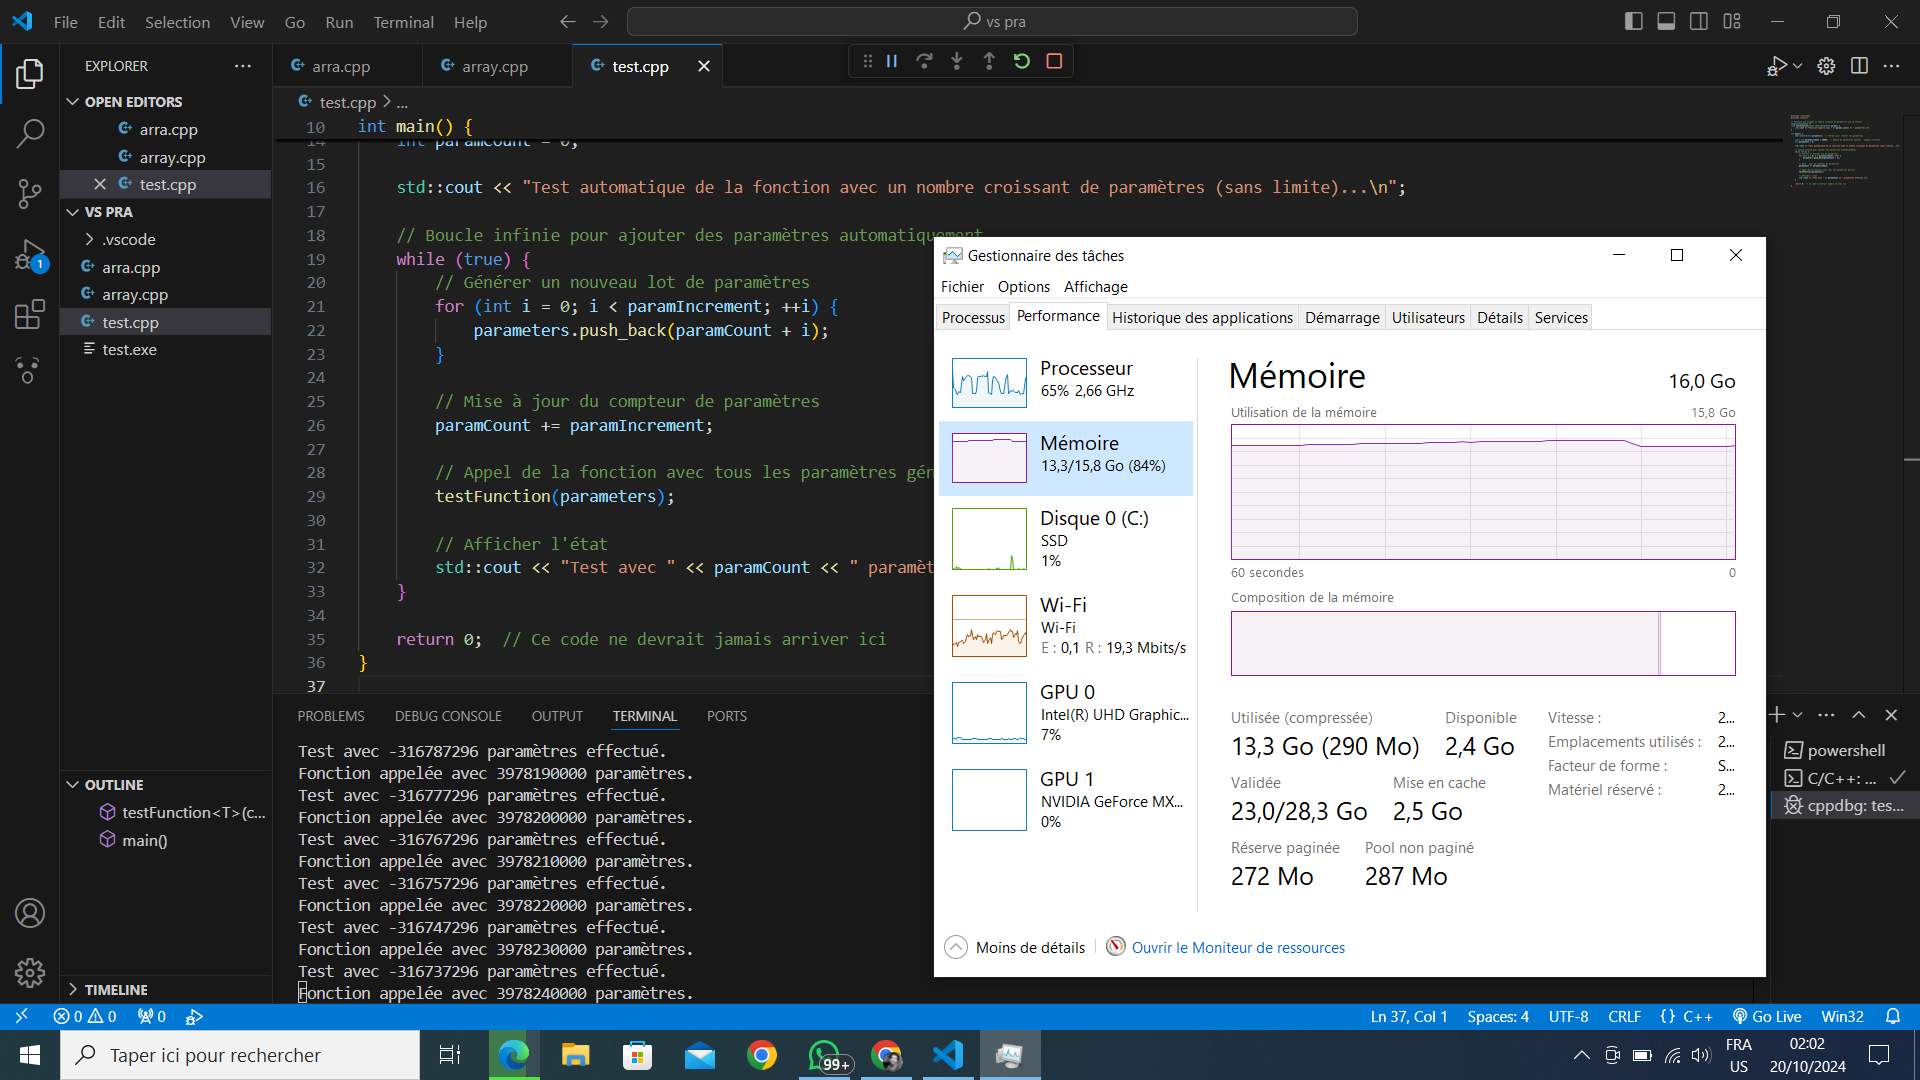 File Edit Selection View Go Run Terminal Help
vs pra
EXPLORER
OPEN EDITORS
arra.cpp
array.cpp
test.cpp
VS PRA
.vscode
arra.cpp
array.cpp
test.cpp
test.exe
OUTLINE
testFunction<T>(c...
main()
TIMELINE
1
arra.cpp array.cpp test.cpp
test.cpp > ...
10 int main() {
14 int paramCount = 0;
15
16 std::cout << "Test automatique de la fonction avec un nombre croissant de paramètres (sans limite)...\n";
17
18 // Boucle infinie pour ajouter des paramètres automatiquement
19 while (true) {
20 // Générer un nouveau lot de paramètres
21 for (int i = 0; i < paramIncrement; ++i) {
22 parameters.push_back(paramCount + i);
23 }
24
25 // Mise à jour du compteur de paramètres
26 paramCount += paramIncrement;
27
28 // Appel de la fonction avec tous les paramètres gén
29 testFunction(parameters);
30
31 // Afficher l'état
32 std::cout << "Test avec " << paramCount << " paramèt
33 }
34
35 return 0; // Ce code ne devrait jamais arriver ici
36 }
37
PROBLEMS DEBUG CONSOLE OUTPUT TERMINAL PORTS
Test avec -316787296 paramètres effectué.
Fonction appelée avec 3978190000 paramètres.
Test avec -316777296 paramètres effectué.
Fonction appelée avec 3978200000 paramètres.
Test avec -316767296 paramètres effectué.
Fonction appelée avec 3978210000 paramètres.
Test avec -316757296 paramètres effectué.
Fonction appelée avec 3978220000 paramètres.
Test avec -316747296 paramètres effectué.
Fonction appelée avec 3978230000 paramètres.
Test avec -316737296 paramètres effectué.
Fonction appelée avec 3978240000 paramètres.
powershell
C/C++: ...
cppdbg: tes...
Gestionnaire des tâches
Fichier Options Affichage
Processus Performance Historique des applications Démarrage Utilisateurs Détails Services
Processeur
65% 2,66 GHz
Mémoire
13,3/15,8 Go (84%)
Disque 0 (C:)
SSD
1%
Wi-Fi
Wi-Fi
E : 0,1 R : 19,3 Mbits/s
GPU 0
Intel(R) UHD Graphic...
7%
GPU 1
NVIDIA GeForce MX...
0%
Mémoire 16,0 Go
Utilisation de la mémoire 15,8 Go
60 secondes 0
Composition de la mémoire
Utilisée (compressée) Disponible
13,3 Go (290 Mo) 2,4 Go
Validée Mise en cache
23,0/28,3 Go 2,5 Go
Réserve paginée Pool non paginé
272 Mo 287 Mo
Vitesse : 2...
Emplacements utilisés : 2...
Facteur de forme : S...
Matériel réservé : 2...
Moins de détails Ouvrir le Moniteur de ressources
0 0 0
Ln 37, Col 1 Spaces: 4 UTF-8 CRLF {} C++ Go Live Win32
Taper ici pour rechercher
99+
FRA
US
02:02
20/10/2024